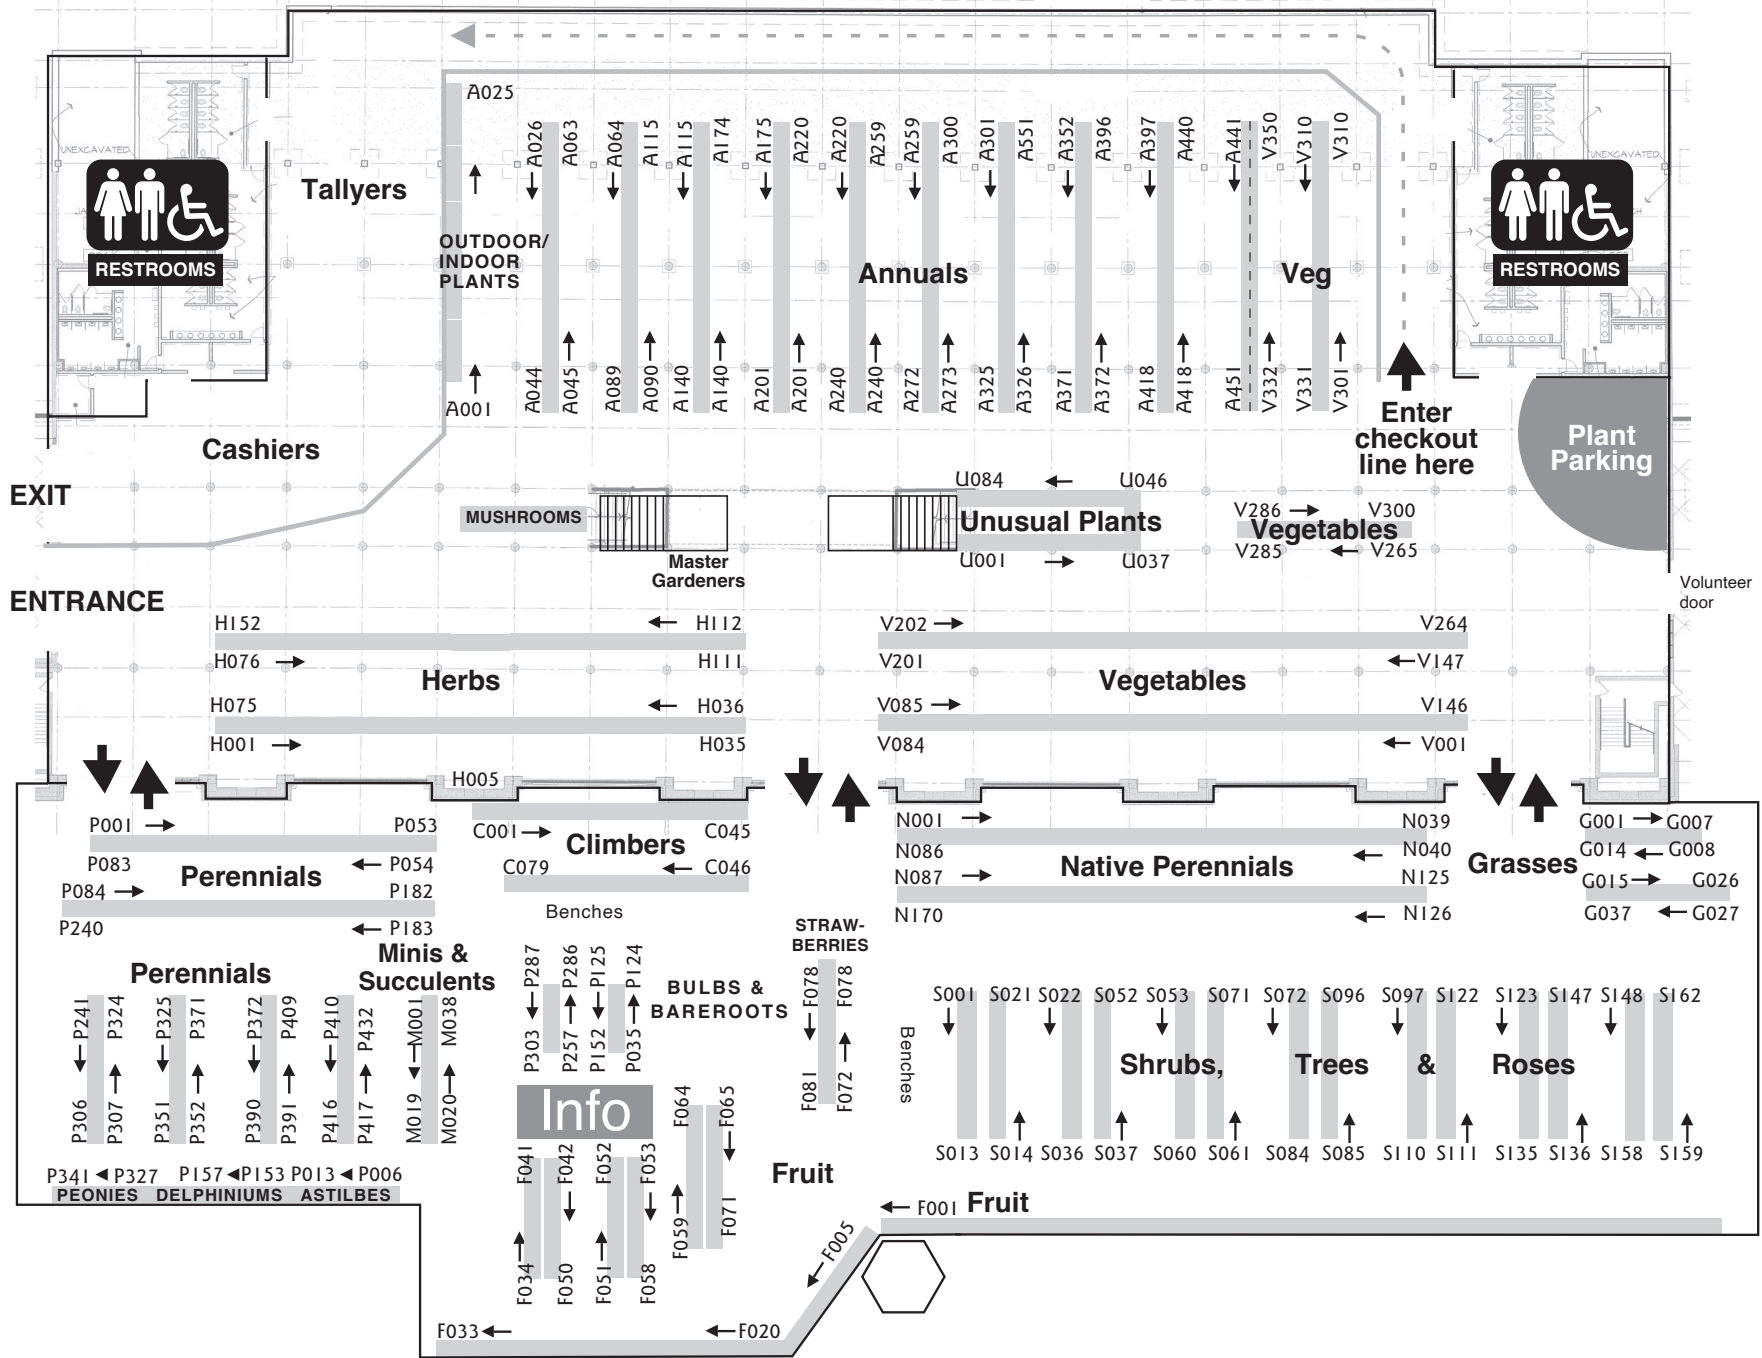 A025
A026
A063
A064
A115
A115
A174
A175
A220
A220
A259
A259
A300
A301
A551
A352
A396
A397
A440
A441
V350
V310
V310
UNEXCAVATED
UNEXCAVATED
Tallyers
RESTROOMS
RESTROOMS
OUTDOOR/
INDOOR
PLANTS
Annuals
Veg
A001
A044
A045
A089
A090
A140
A140
A201
A201
A240
A240
A272
A273
A325
A326
A371
A372
A418
A418
A451
V332
V331
V301
Enter
checkout
line here
Plant
Parking
Cashiers
EXIT
MUSHROOMS
Master
Gardeners
U084
U046
Unusual Plants
U001
U037
V286
V300
Vegetables
V285
V265
ENTRANCE
Volunteer
door
H152
H112
H076
H111
Herbs
H075
H036
H001
H035
V202
V264
V201
V147
Vegetables
V085
V146
V084
V001
H005
P001
P053
P083
P054
Perennials
P084
P182
P240
P183
C001
C045
Climbers
C079
C046
Benches
N001
N039
N086
N040
Native Perennials
N087
N125
N170
N126
Grasses
G001
G007
G014
G008
G015
G026
G037
G027
Perennials
Minis &
Succulents
P241
P324
P325
P371
P372
P409
P410
P432
M001
M038
P306
P307
P351
P352
P390
P391
P416
P417
M019
M020
P341
P327
P157
P153
P013
P006
PEONIES
DELPHINIUMS
ASTILBES
P287
P286
P125
P124
P303
P257
P152
P035
BULBS &
BAREROOTS
STRAW-
BERRIES
F078
F078
F081
F072
Benches
Info
F041
F042
F052
F053
F034
F050
F051
F058
F064
F065
F059
F071
Fruit
S001
S021
S022
S052
S053
S071
S072
S096
S097
S122
S123
S147
S148
S162
Shrubs,
Trees
&
Roses
S013
S014
S036
S037
S060
S061
S084
S085
S110
S111
S135
S136
S158
S159
F001
Fruit
F005
F033
F020